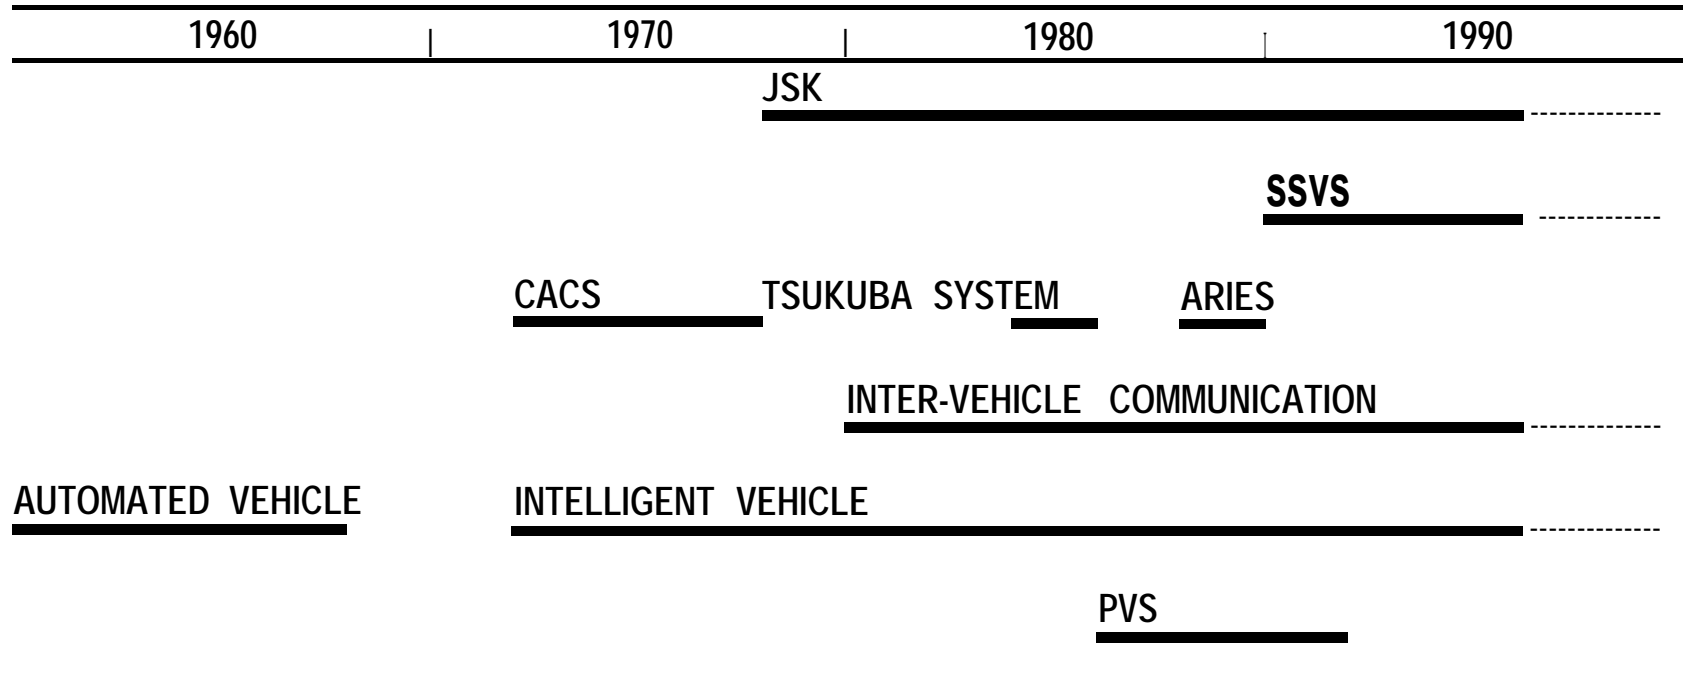 1960 1970 1980 1990
JSK
SSVS
CACS TSUKUBA SYSTEM ARIES
INTER-VEHICLE COMMUNICATION
AUTOMATED VEHICLE INTELLIGENT VEHICLE
PVS